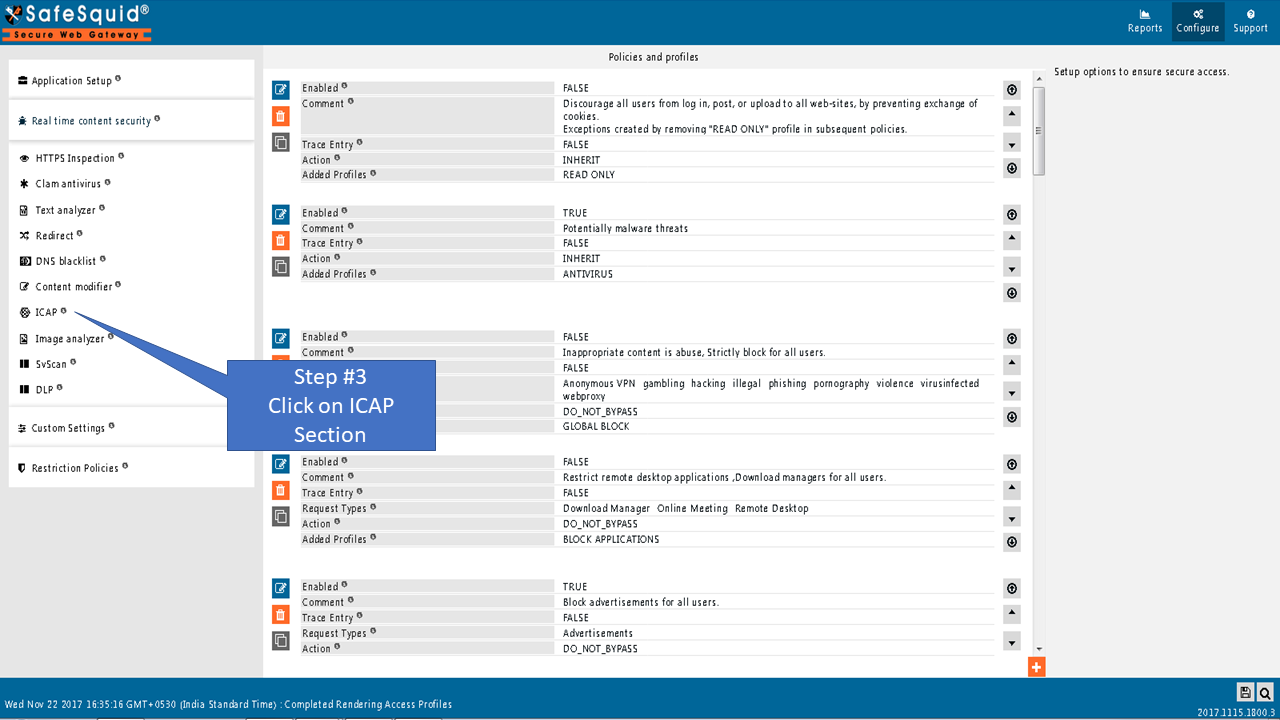 SafeSquid®
Secure Web Gateway
Reports
Configure
Support
Application Setup
Real time content security
HTTPS Inspection
Clam antivirus
Text analyzer
Redirect
DNS blacklist
Content modifier
ICAP
Image analyzer
SvScan
DLP
Custom Settings
Restriction Policies
Step #3
Click on ICAP
Section
Policies and profiles
Enabled FALSE
Comment Discourage all users from log in, post, or upload to all web-sites, by preventing exchange of
cookies.
Exceptions created by removing "READ ONLY" profile in subsequent policies.
Trace Entry FALSE
Action INHERIT
Added Profiles READ ONLY
Enabled TRUE
Comment Potentially malware threats
Trace Entry FALSE
Action INHERIT
Added Profiles ANTIVIRUS
Enabled FALSE
Comment Inappropriate content is abuse, Strictly block for all users.
FALSE
Anonymous VPN gambling hacking illegal phishing pornography violence virusinfected
webproxy
DO_NOT_BYPASS
GLOBAL BLOCK
Enabled FALSE
Comment Restrict remote desktop applications ,Download managers for all users.
Trace Entry FALSE
Request Types Download Manager Online Meeting Remote Desktop
Action DO_NOT_BYPASS
Added Profiles BLOCK APPLICATIONS
Enabled TRUE
Comment Block advertisements for all users.
Trace Entry FALSE
Request Types Advertisements
Action DO_NOT_BYPASS
Setup options to ensure secure access.
Wed Nov 22 2017 16:35:16 GMT+0530 (India Standard Time) : Completed Rendering Access Profiles
2017.1115.1800.3